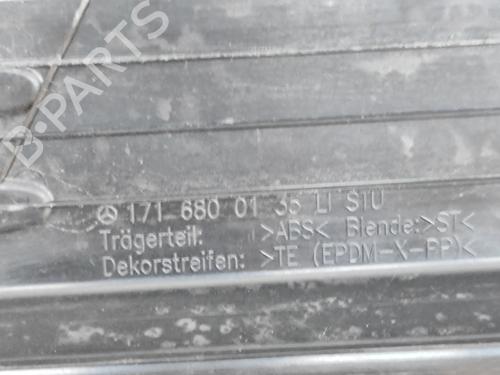 B-PARTS
171 680 01 35 LI STU
Trägerteil: >ABS< Blende:>ST<
Dekorstreifen: >TE (EPDM-X-PP)<